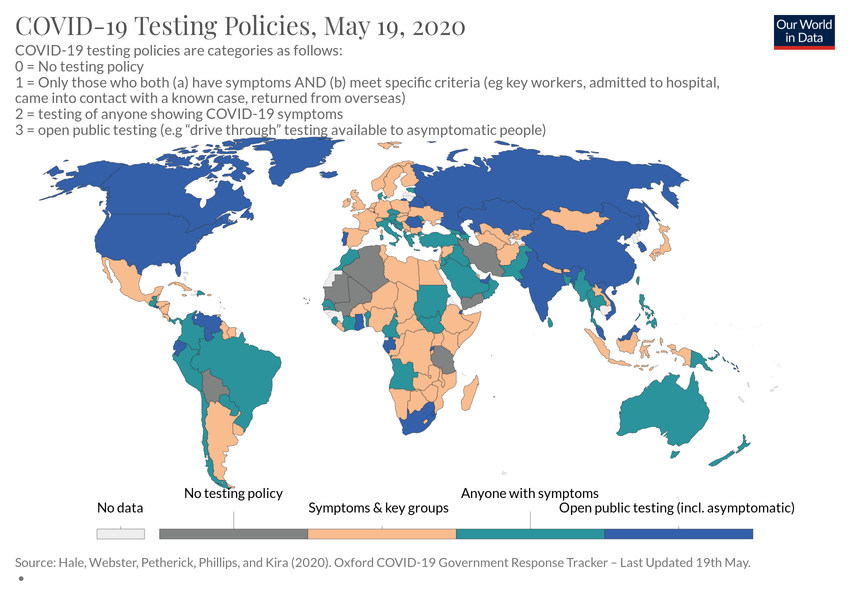 COVID-19 Testing Policies, May 19, 2020
Our World
in Data
COVID-19 testing policies are categories as follows:
0 = No testing policy
1 = Only those who both (a) have symptoms AND (b) meet specific criteria (eg key workers, admitted to hospital,
came into contact with a known case, returned from overseas)
2 = testing of anyone showing COVID-19 symptoms
3 = open public testing (e.g “drive through” testing available to asymptomatic people)
No data
No testing policy
Symptoms & key groups
Anyone with symptoms
Open public testing (incl. asymptomatic)
Source: Hale, Webster, Petherick, Phillips, and Kira (2020). Oxford COVID-19 Government Response Tracker – Last Updated 19th May.
•